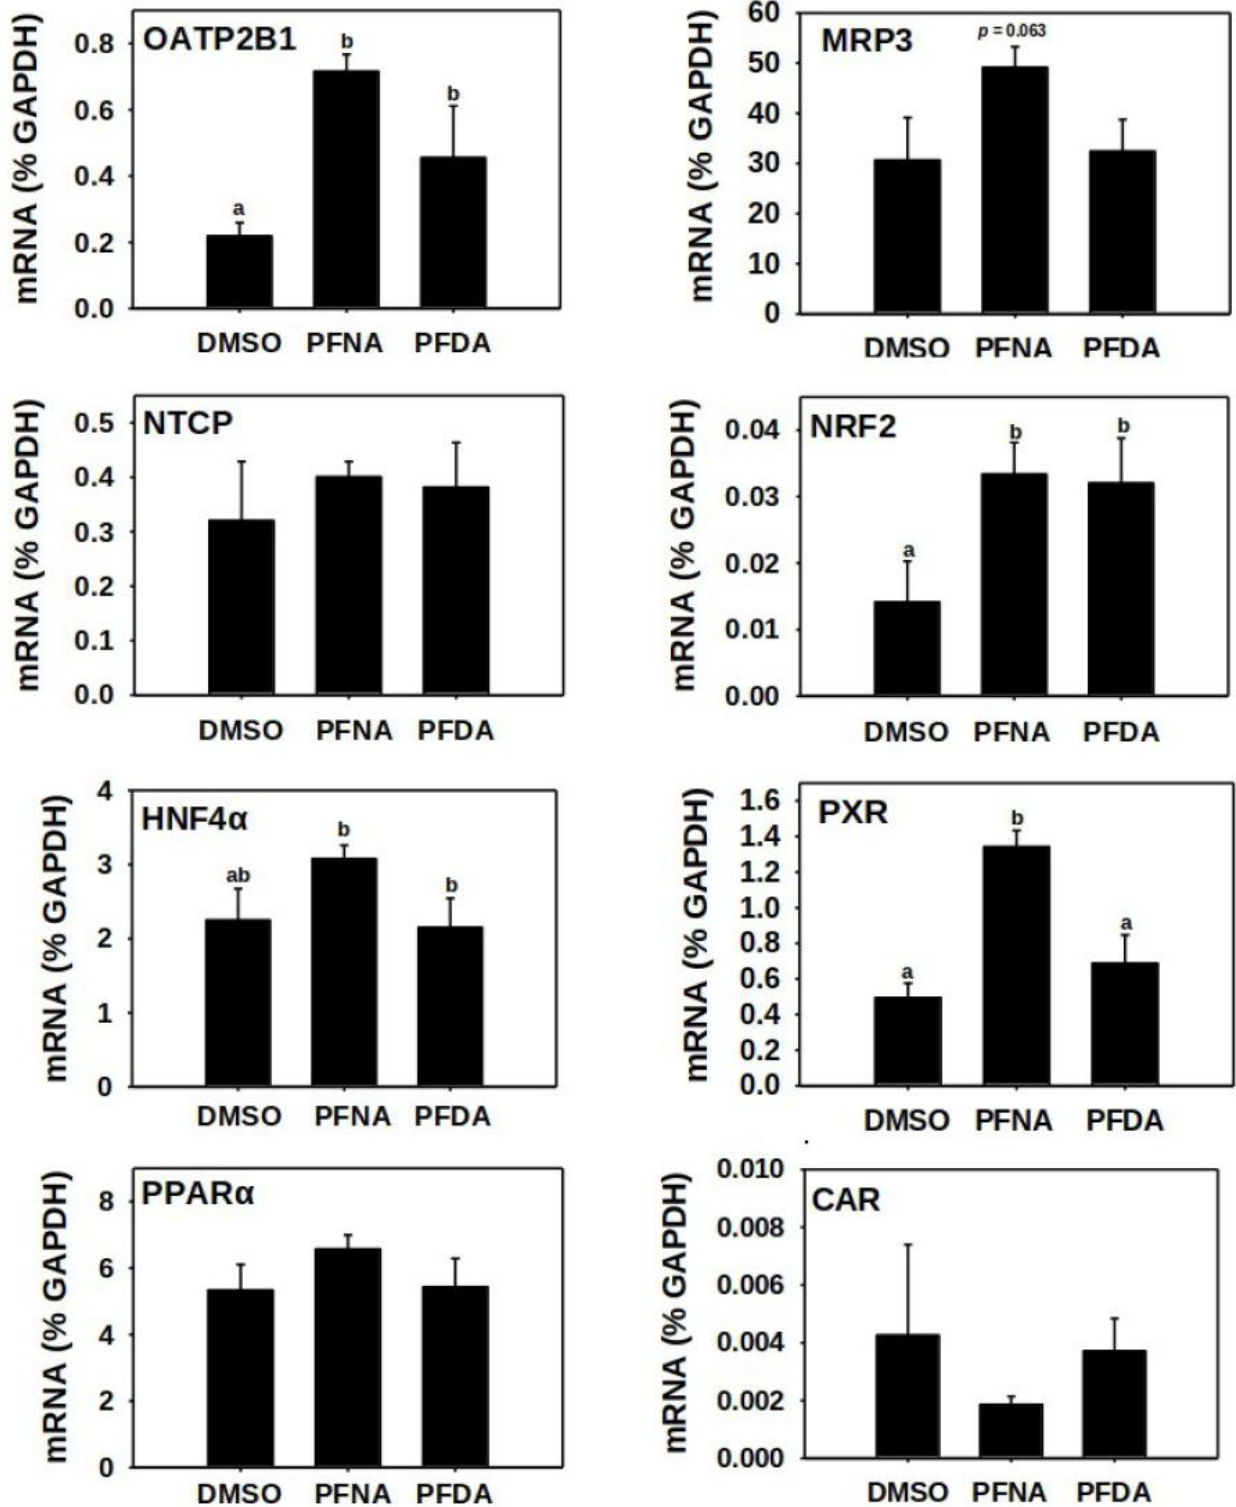 OATP2B1
mRNA (% GAPDH)
0.8
0.6
0.4
0.2
0.0
a
b
b
DMSO PFNA PFDA
MRP3
mRNA (% GAPDH)
60
50
40
30
20
10
0
p = 0.063
DMSO PFNA PFDA
NTCP
mRNA (% GAPDH)
0.5
0.4
0.3
0.2
0.1
0.0
DMSO PFNA PFDA
NRF2
mRNA (% GAPDH)
0.04
0.03
0.02
0.01
0.00
a
b
b
DMSO PFNA PFDA
HNF4α
mRNA (% GAPDH)
4
3
2
1
0
ab
b
b
DMSO PFNA PFDA
PXR
mRNA (% GAPDH)
1.6
1.4
1.2
1.0
0.8
0.6
0.4
0.2
0.0
a
b
a
DMSO PFNA PFDA
PPARα
mRNA (% GAPDH)
8
6
4
2
0
DMSO PFNA PFDA
CAR
mRNA (% GAPDH)
0.010
0.008
0.006
0.004
0.002
0.000
DMSO PFNA PFDA